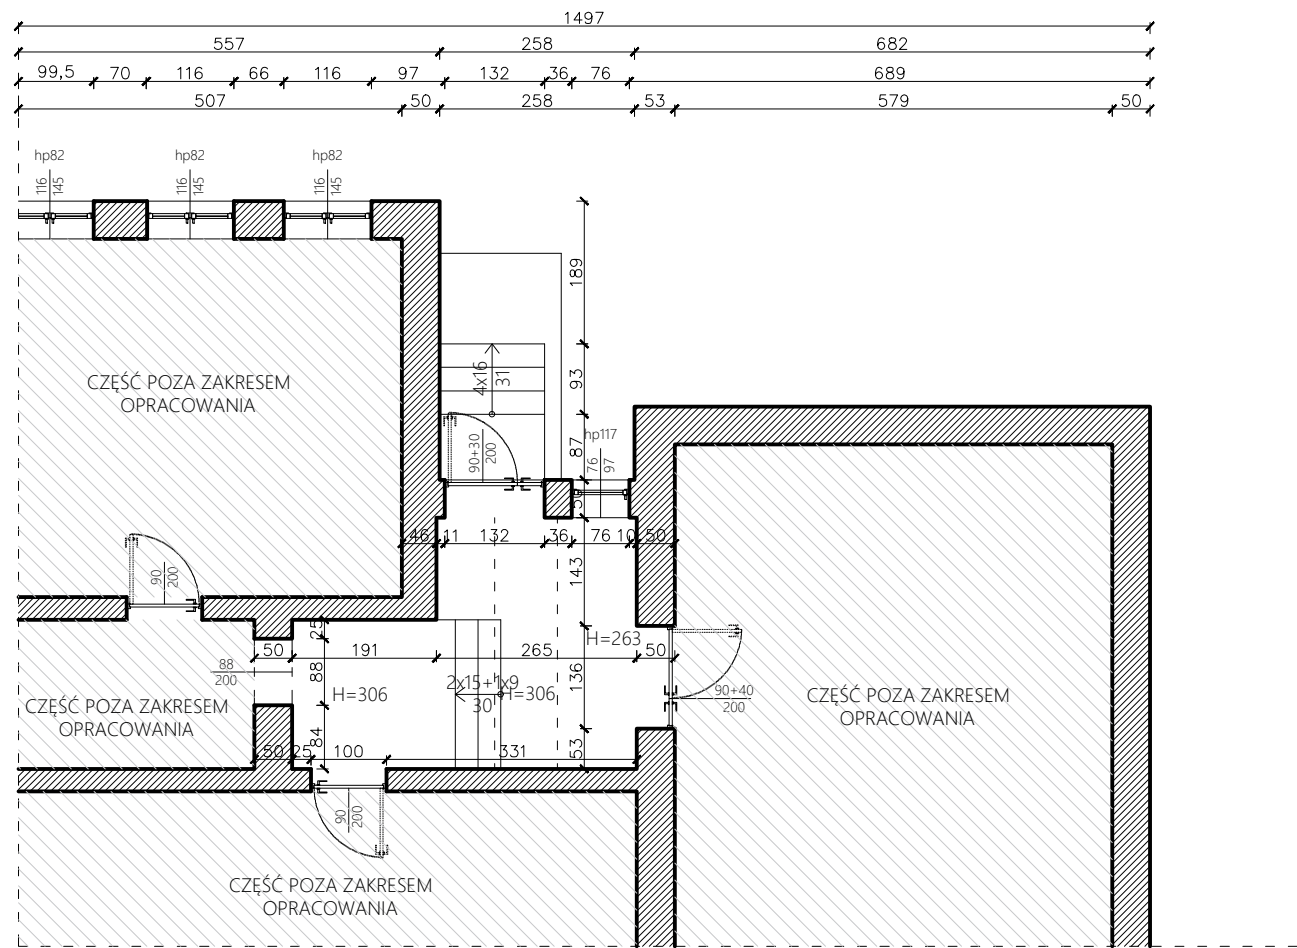 1497
557 258 682
99,5 70 116 66 116 97 132 36 76 689
507 50 258 53 579 50
hp82 hp82 hp82
116 145 116 145 116 145
189
CZĘŚĆ POZA ZAKRESEM
OPRACOWANIA
4x16
31
93
hp117
87
90+30
200
76
97
50
46 11 132 36 76 10 50
143
90
200
25
H=263
50 191 265 50
88
200
88
136
2x15+1x9
30
H=306 H=306
90+40
200
CZĘŚĆ POZA ZAKRESEM
OPRACOWANIA
CZĘŚĆ POZA ZAKRESEM
OPRACOWANIA
84
53
50 25 100 331
90
200
CZĘŚĆ POZA ZAKRESEM
OPRACOWANIA